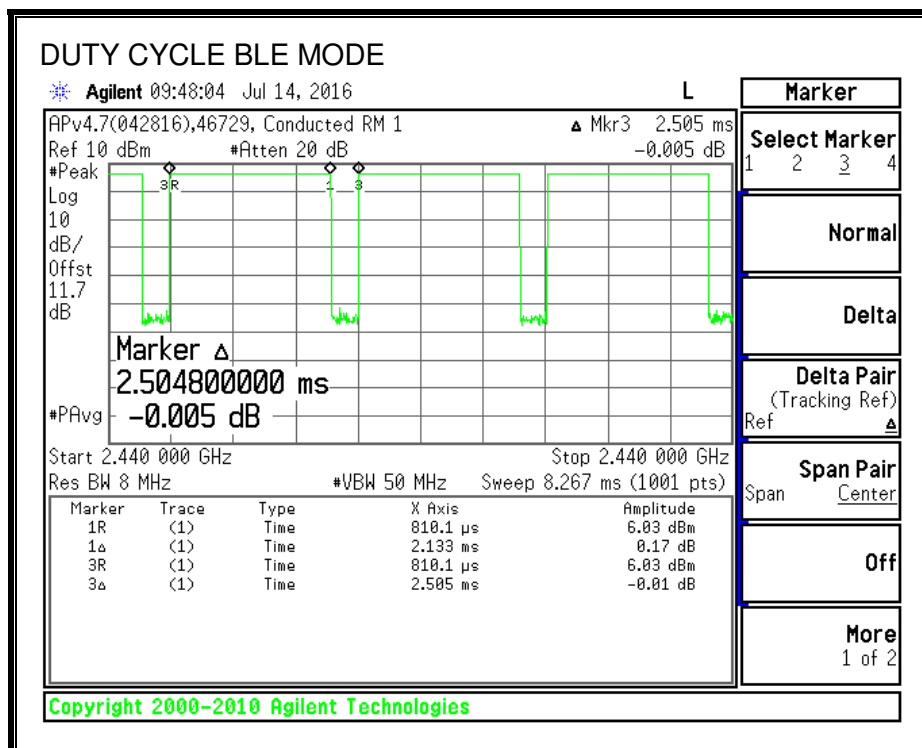 DUTY CYCLE BLE MODE
Agilent 09:48:04 Jul 14, 2016 L
APv4.7(042816),46729, Conducted RM 1 Δ Mkr3 2.505 ms
Ref 10 dBm #Atten 20 dB -0.005 dB
#Peak
Log
10
dB/
Offst
11.7
dB
3R 1 3
Marker Δ
2.504800000 ms
-0.005 dB
#PAvg
Start 2.440 000 GHz Stop 2.440 000 GHz
Res BW 8 MHz #VBW 50 MHz Sweep 8.267 ms (1001 pts)
Marker Trace Type X Axis Amplitude
1R (1) Time 810.1 µs 6.03 dBm
1Δ (1) Time 2.133 ms 0.17 dB
3R (1) Time 810.1 µs 6.03 dBm
3Δ (1) Time 2.505 ms -0.01 dB
Copyright 2000-2010 Agilent Technologies
Marker
Select Marker
1 2 3 4
Normal
Delta
Delta Pair
(Tracking Ref)
Ref Δ
Span Pair
Span Center
Off
More
1 of 2